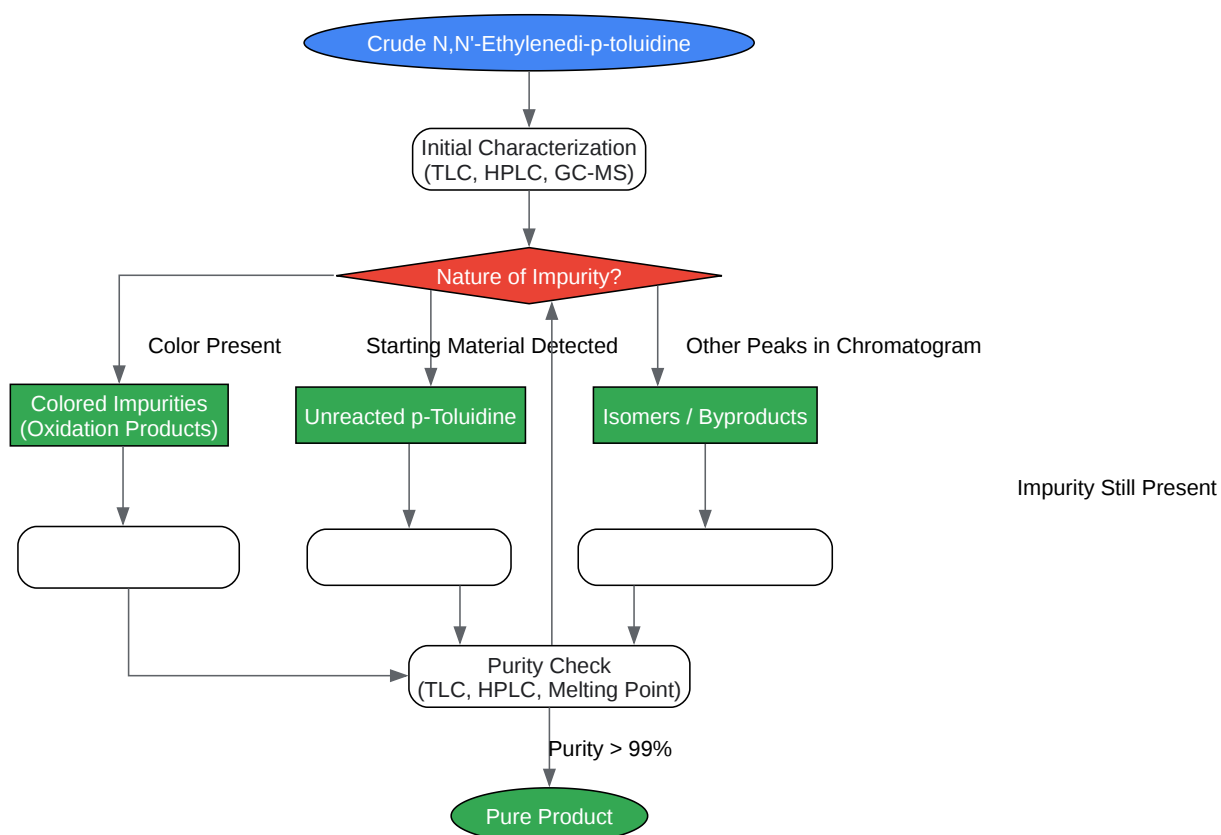 Crude N,N'-Ethylenedi-p-toluidine
Initial Characterization
(TLC, HPLC, GC-MS)
Nature of Impurity?
Color Present
Starting Material Detected
Other Peaks in Chromatogram
Colored Impurities
(Oxidation Products)
Unreacted p-Toluidine
Isomers / Byproducts
Impurity Still Present
Purity Check
(TLC, HPLC, Melting Point)
Purity > 99%
Pure Product